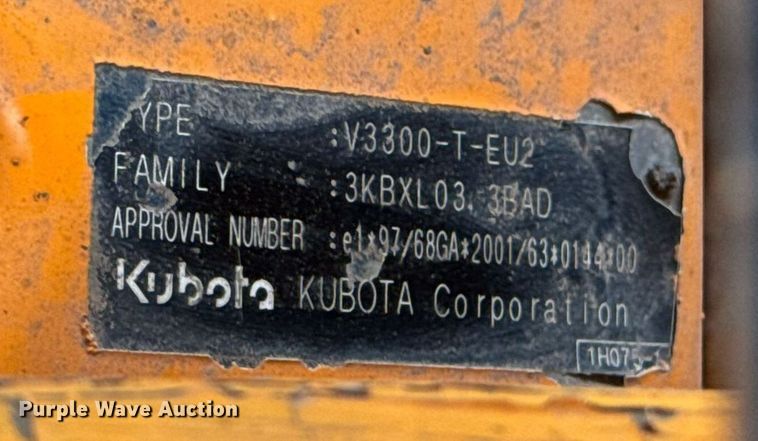 YPE :V3300-T-EU2
FAMILY :3KBXL03.3BAD
APPROVAL NUMBER :e1*97/68GA*2001/63*0144*00
Kubota KUBOTA Corporation
1H075-1
Purple Wave Auction